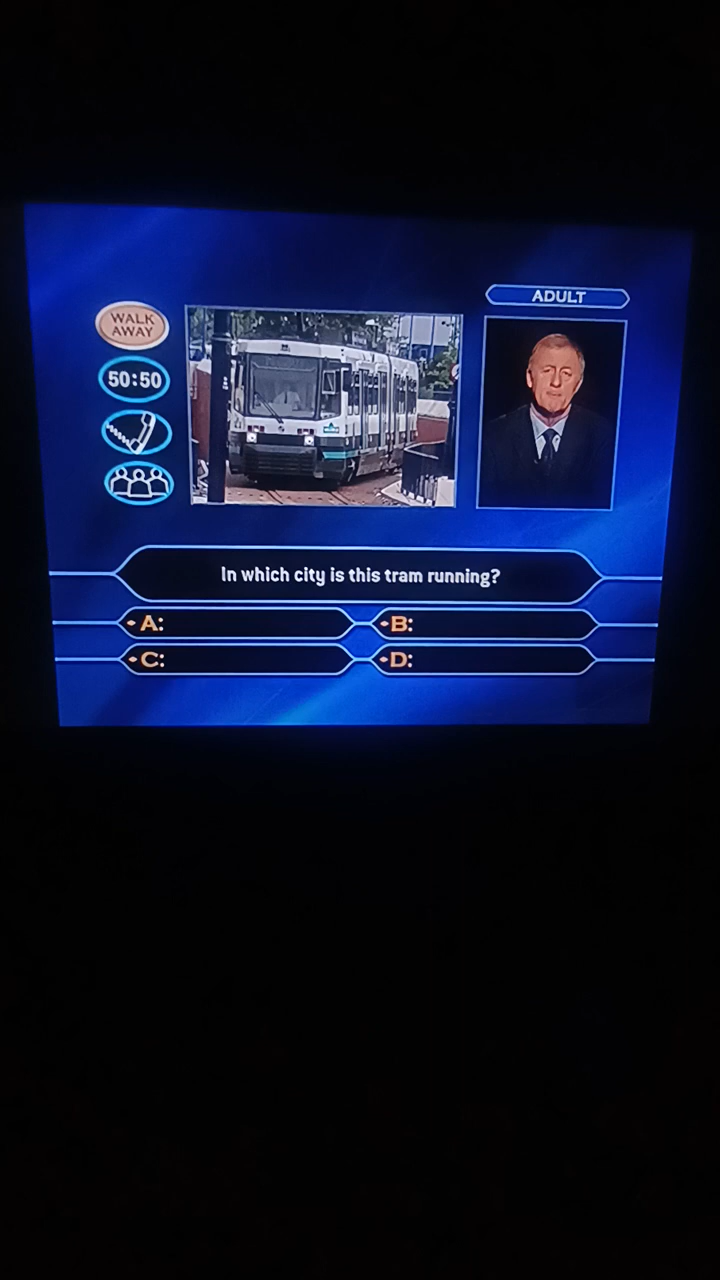 ADULT
WALK
AWAY
50:50
In which city is this tram running?
A:
B:
C:
D: